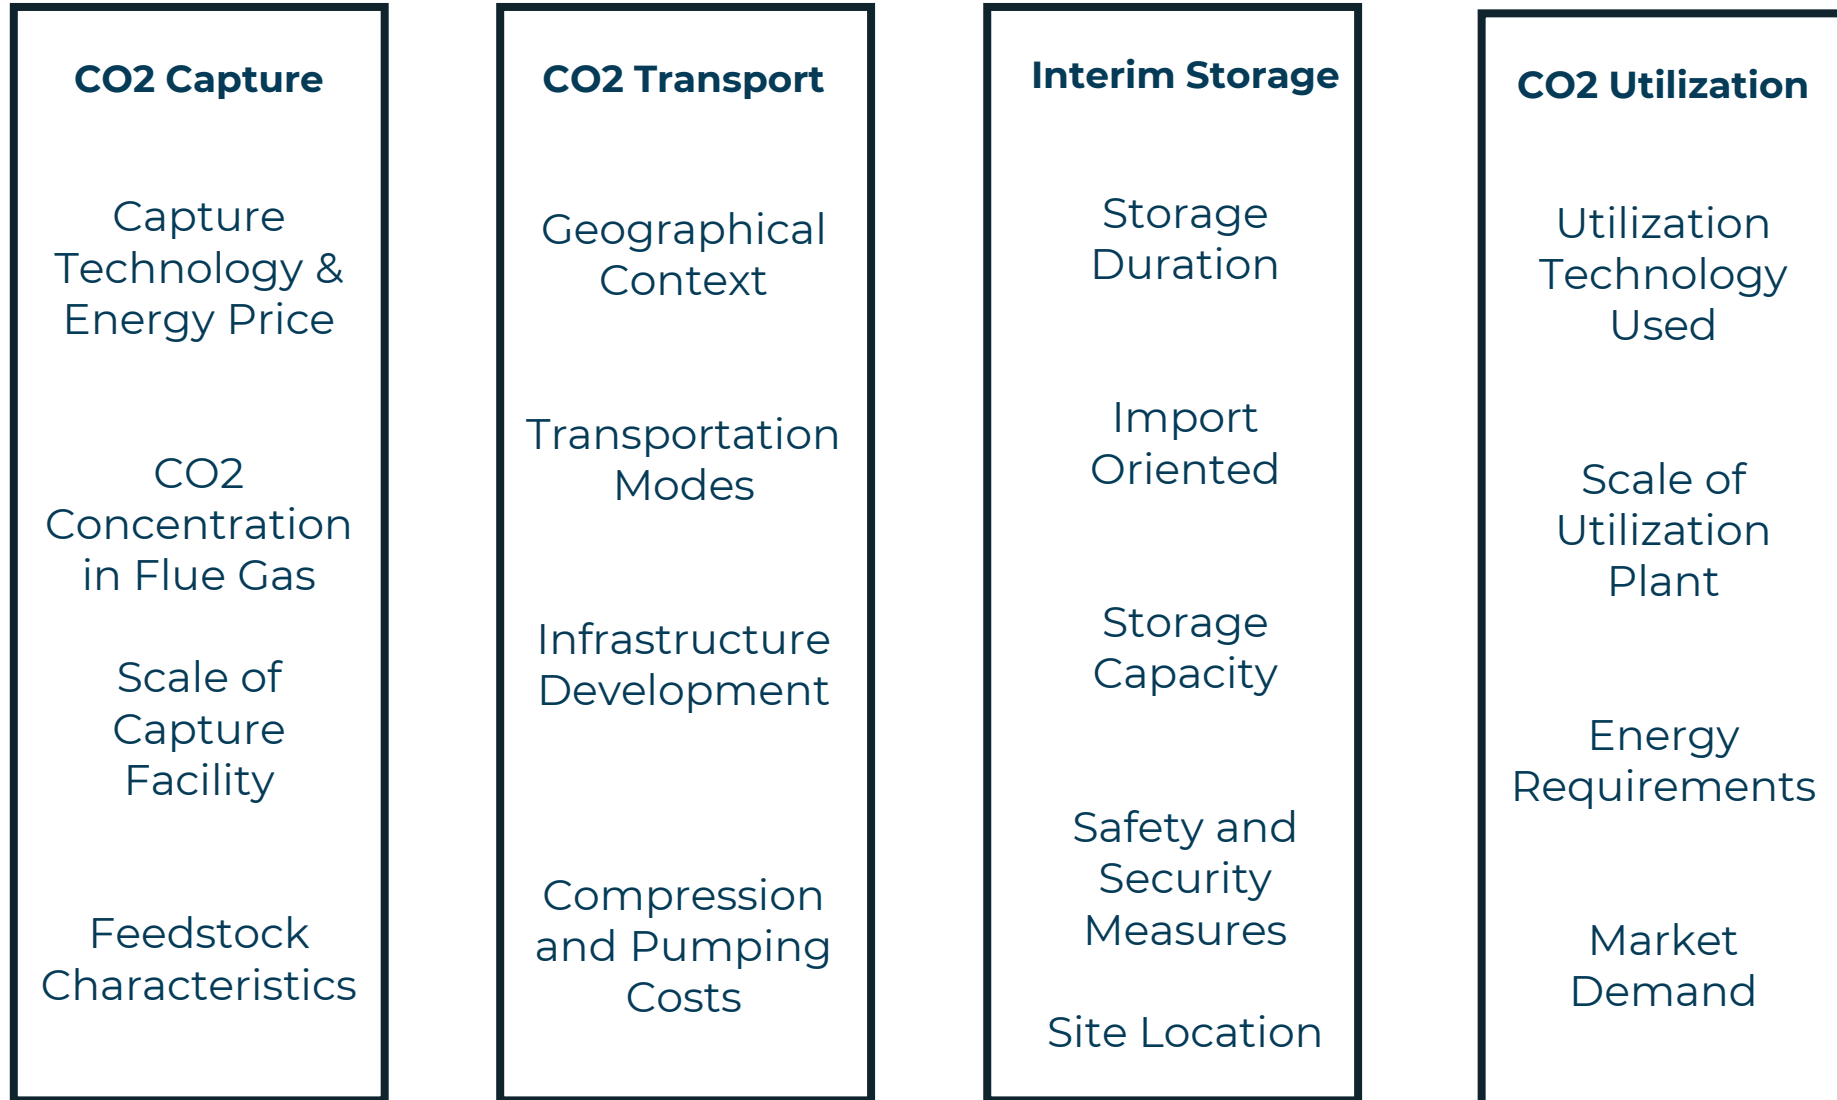 CO2 Capture
Capture
Technology &
Energy Price
CO2
Concentration
in Flue Gas
Scale of
Capture
Facility
Feedstock
Characteristics
CO2 Transport
Geographical
Context
Transportation
Modes
Infrastructure
Development
Compression
and Pumping
Costs
Interim Storage
Storage
Duration
Import
Oriented
Storage
Capacity
Safety and
Security
Measures
Site Location
CO2 Utilization
Utilization
Technology
Used
Scale of
Utilization
Plant
Energy
Requirements
Market
Demand